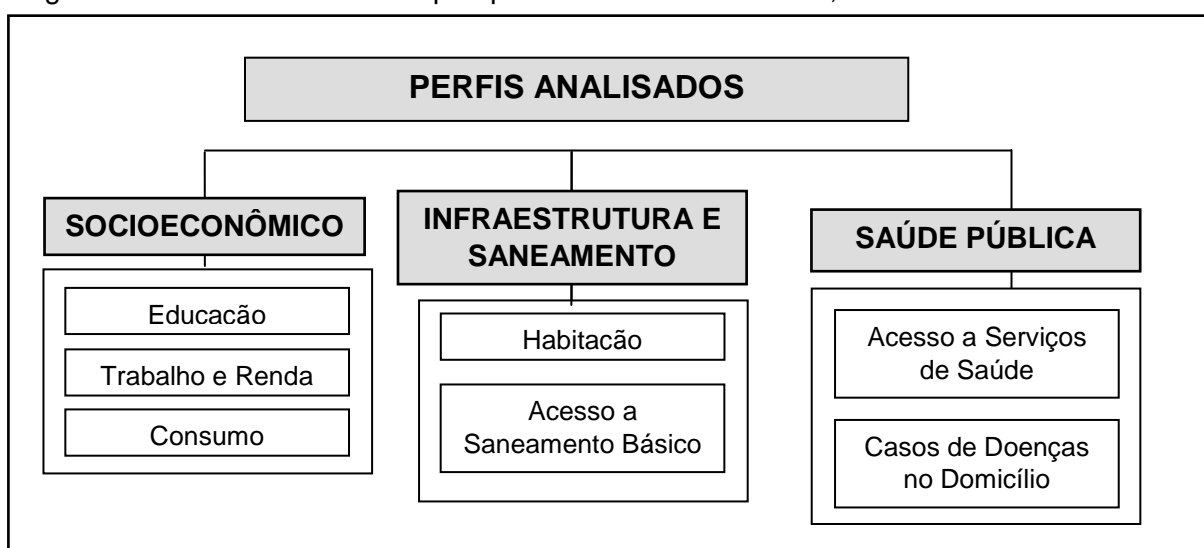 PERFIS ANALISADOS
SOCIOECONÔMICO
Educacão
Trabalho e Renda
Consumo
INFRAESTRUTURA E
SANEAMENTO
Habitacão
Acesso a
Saneamento Básico
SAÚDE PÚBLICA
Acesso a Serviços
de Saúde
Casos de Doenças
no Domicílio